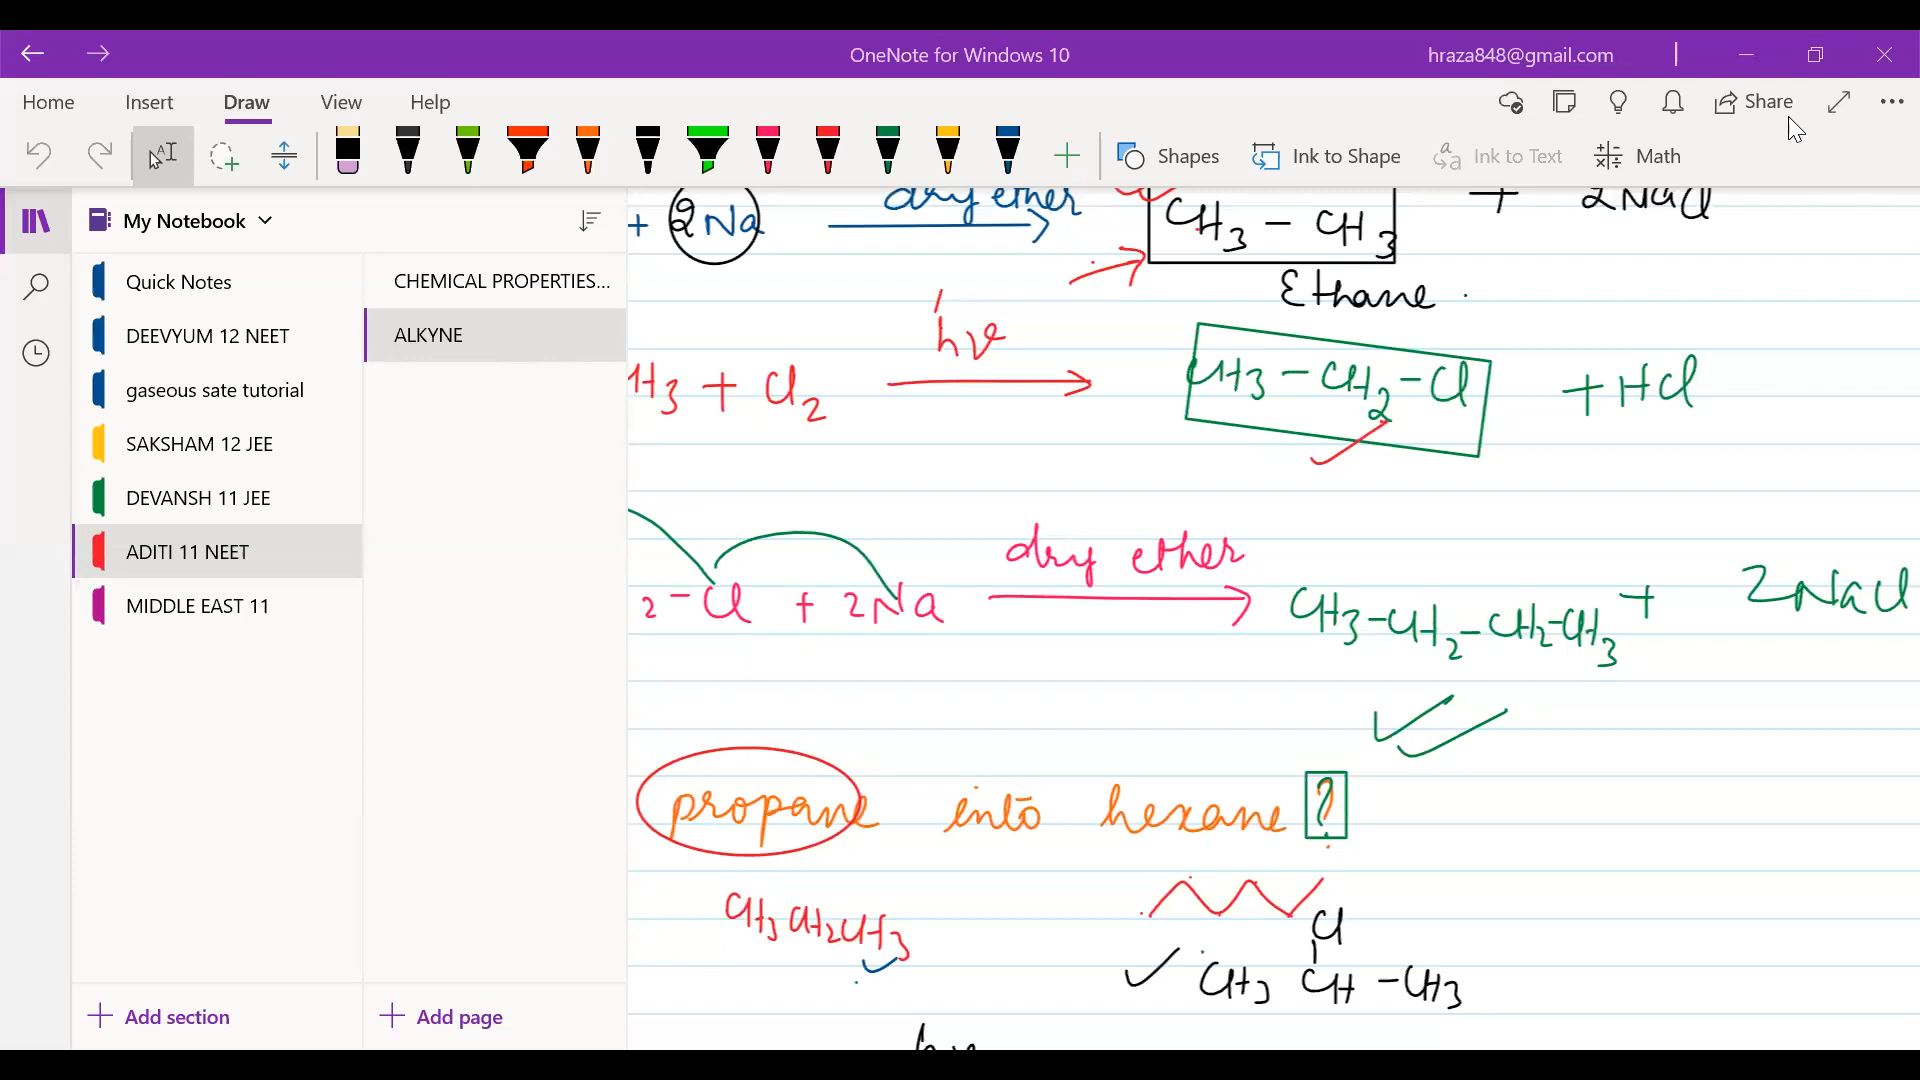 OneNote for Windows 10
hraza848@gmail.com
Home Insert Draw View Help
Share
Shapes Ink to Shape Ink to Text Math
My Notebook
Quick Notes
DEEVYUM 12 NEET
gaseous sate tutorial
SAKSHAM 12 JEE
DEVANSH 11 JEE
ADITI 11 NEET
MIDDLE EAST 11
Add section
CHEMICAL PROPERTIES...
ALKYNE
Add page
dry ether
+ 2Na CH3 - CH3 + 2NaCl
Ethane
hν
H3 + Cl2 CH3 - CH2 - Cl + HCl
dry ether
2 - Cl + 2Na CH3 - CH2 - CH2 - CH3 + 2NaCl
propane into hexane ?
CH3 CH2 CH3
Cl
CH3 CH - CH3